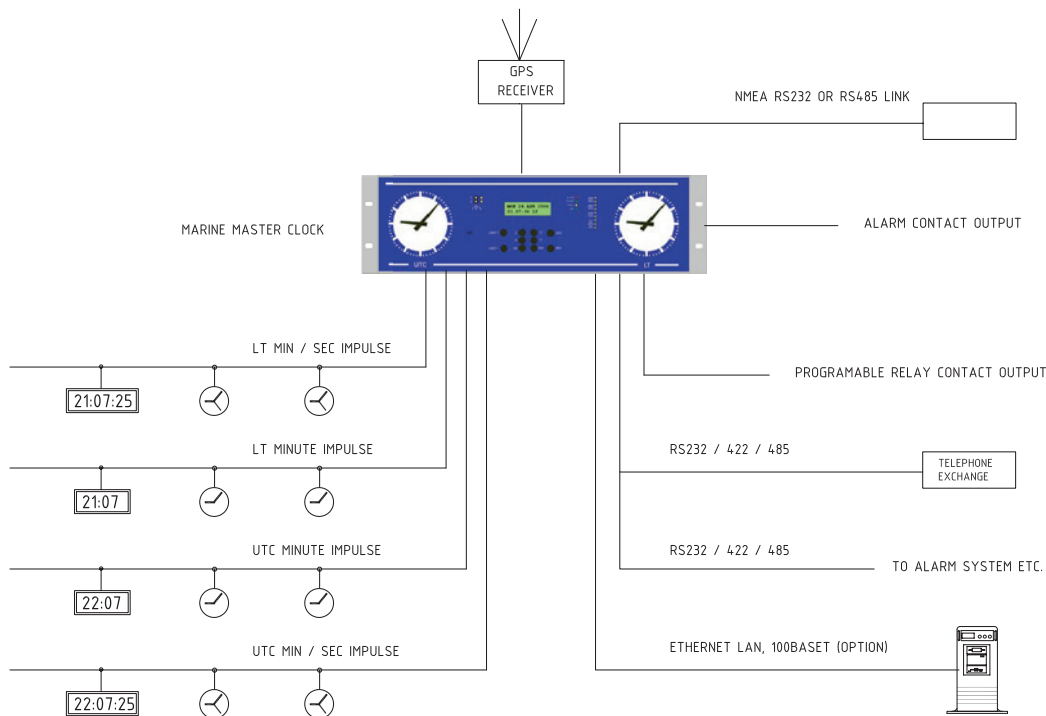 GPS
RECEIVER
NMEA RS232 OR RS485 LINK
MARINE MASTER CLOCK
UTC
LT
ALARM CONTACT OUTPUT
LT MIN / SEC IMPULSE
21:07:25
PROGRAMABLE RELAY CONTACT OUTPUT
LT MINUTE IMPULSE
21:07
RS232 / 422 / 485
TELEPHONE
EXCHANGE
UTC MINUTE IMPULSE
22:07
RS232 / 422 / 485
TO ALARM SYSTEM ETC.
UTC MIN / SEC IMPULSE
22:07:25
ETHERNET LAN, 100BASET (OPTION)